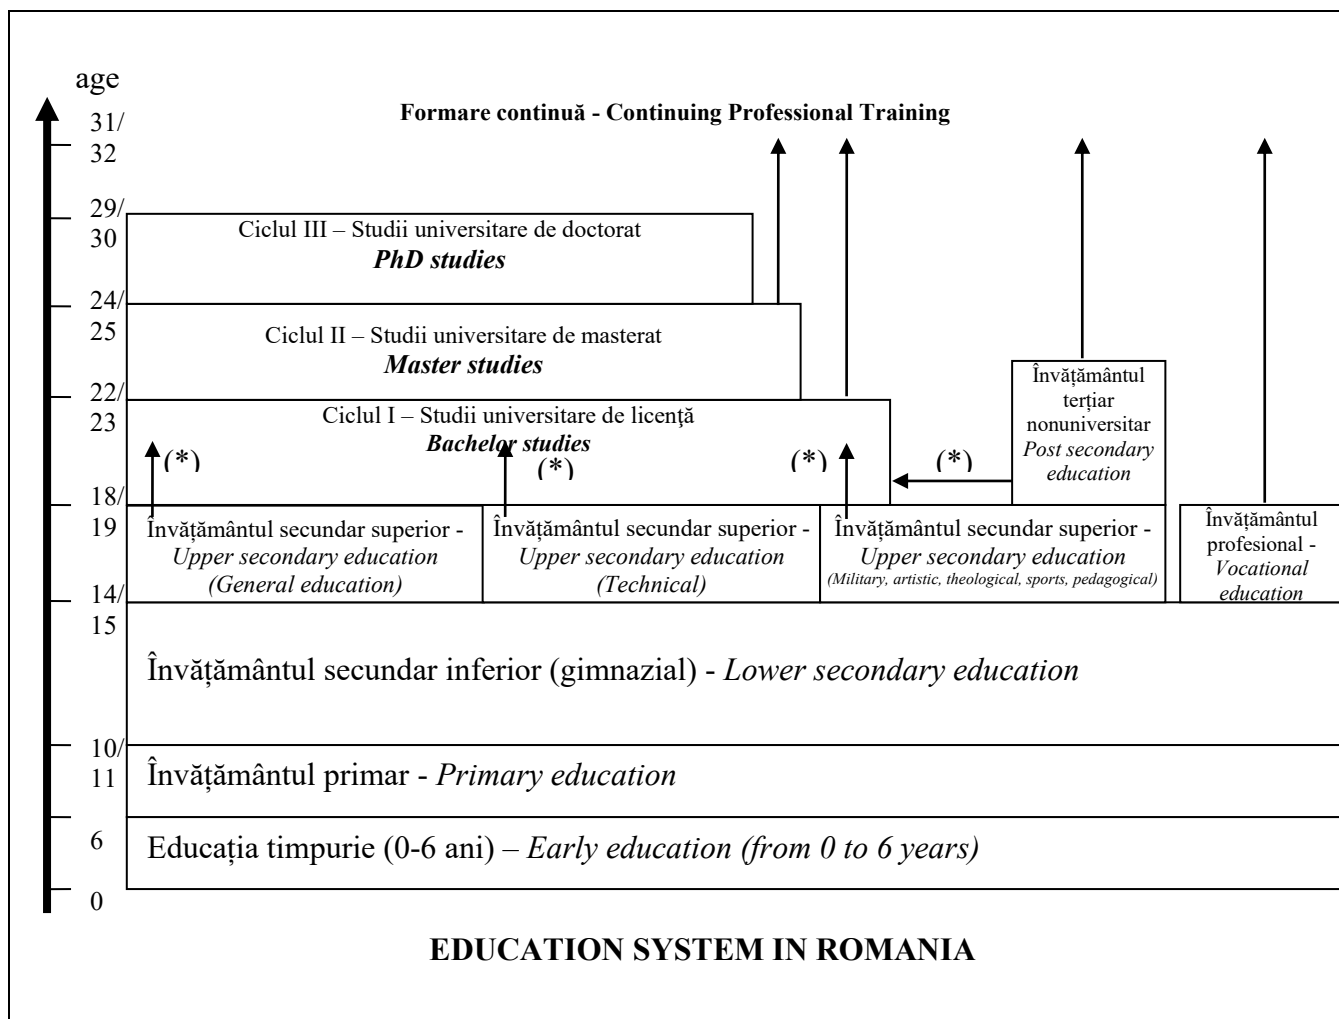 age
31/
32
Formare continuă - Continuing Professional Training
29/
30
Ciclul III – Studii universitare de doctorat
PhD studies
24/
25
Ciclul II – Studii universitare de masterat
Master studies
22/
23
Ciclul I – Studii universitare de licenţă
Bachelor studies
(*)
(*)
(*)
(*)
Învățământul
terțiar
nonuniversitar
Post secondary
education
18/
19
Învățământul secundar superior -
Upper secondary education
(General education)
Învățământul secundar superior -
Upper secondary education
(Technical)
Învățământul secundar superior -
Upper secondary education
(Military, artistic, theological, sports, pedagogical)
Învățământul
profesional -
Vocational
education
14/
15
Învățământul secundar inferior (gimnazial) - Lower secondary education
10/
11
Învățământul primar - Primary education
6
Educația timpurie (0-6 ani) – Early education (from 0 to 6 years)
0
EDUCATION SYSTEM IN ROMANIA